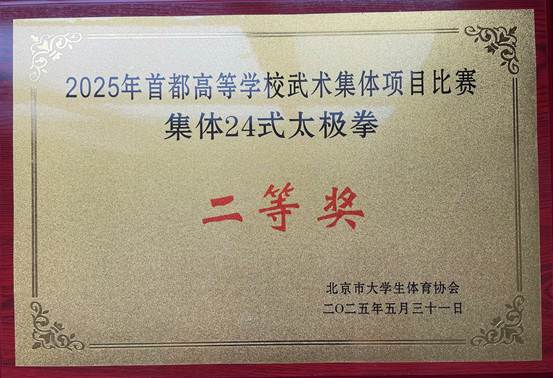 2025年首都高等学校武术集体项目比赛
集体24式太极拳
二等奖
北京市大学生体育协会
二〇二五年五月三十一日